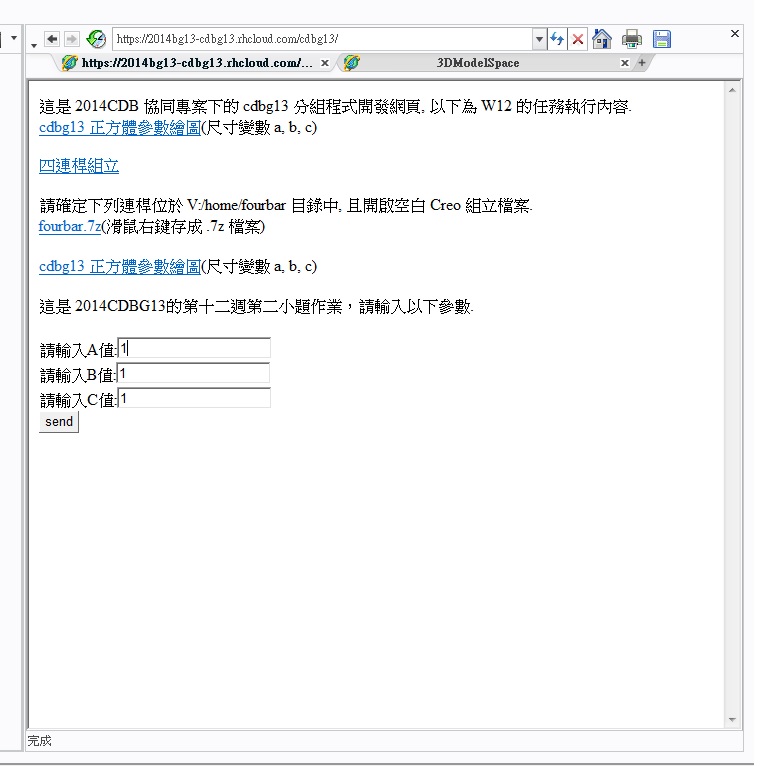 https://2014bg13-cdbg13.rhcloud.com/cdbg13/
https://2014bg13-cdbg13.rhcloud.com/...
3DModelSpace
這是 2014CDB 協同專案下的 cdbg13 分組程式開發網頁, 以下為 W12 的任務執行內容.
cdbg13 正方體參數繪圖(尺寸變數 a, b, c)
四連桿組立
請確定下列連桿位於 V:/home/fourbar 目錄中, 且開啟空白 Creo 組立檔案.
fourbar.7z(滑鼠右鍵存成 .7z 檔案)
cdbg13 正方體參數繪圖(尺寸變數 a, b, c)
這是 2014CDBG13的第十二週第二小題作業，請輸入以下參數.
請輸入A值:1
請輸入B值:1
請輸入C值:1
send
完成